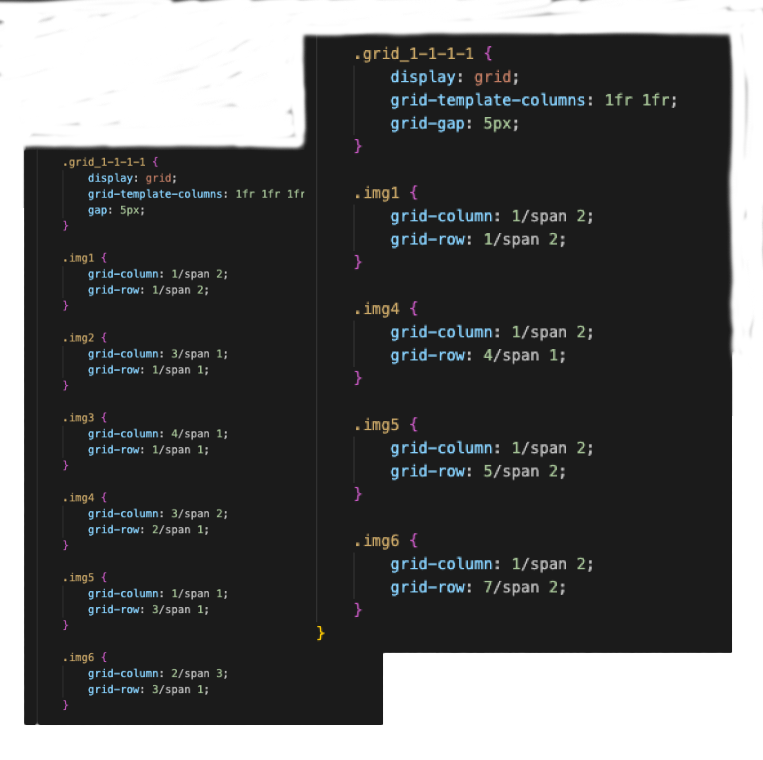 .grid_1-1-1-1 {
display: grid;
grid-template-columns: 1fr 1fr 1fr
gap: 5px;
}
.img1 {
grid-column: 1/span 2;
grid-row: 1/span 2;
}
.img2 {
grid-column: 3/span 1;
grid-row: 1/span 1;
}
.img3 {
grid-column: 4/span 1;
grid-row: 1/span 1;
}
.img4 {
grid-column: 3/span 2;
grid-row: 2/span 1;
}
.img5 {
grid-column: 1/span 1;
grid-row: 3/span 1;
}
.img6 {
grid-column: 2/span 3;
grid-row: 3/span 1;
}
.grid_1-1-1-1 {
display: grid;
grid-template-columns: 1fr 1fr;
grid-gap: 5px;
}
.img1 {
grid-column: 1/span 2;
grid-row: 1/span 2;
}
.img4 {
grid-column: 1/span 2;
grid-row: 4/span 1;
}
.img5 {
grid-column: 1/span 2;
grid-row: 5/span 2;
}
.img6 {
grid-column: 1/span 2;
grid-row: 7/span 2;
}
}